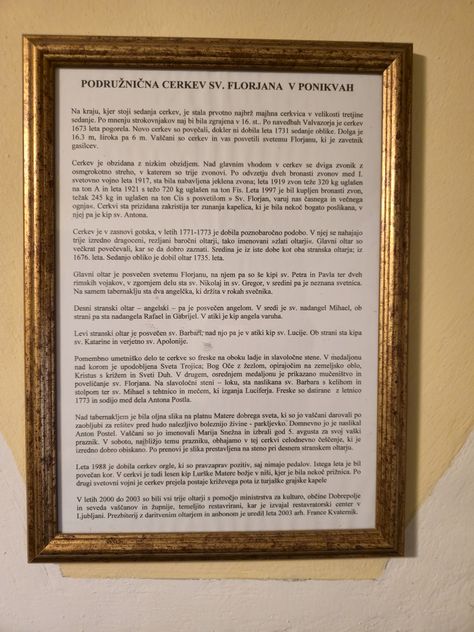 PODRUŽNIČNA CERKEV SV. FLORJANA V PONIKVAH
Na kraju, kjer stoji sedanja cerkev, je stala prvotno najbrž majhna cerkvica v velikosti tretjine
sedanje. Po mnenju strokovnjakov naj bi bila zgrajena v 16. st. Po navedbah Valvazorja je cerkev
1673 leta pogorela. Novo cerkev so povečali, dokler ni dobila leta 1731 sedanje oblike. Dolga je
16.3 m, široka pa 6 m. Vaščani so cerkev in vas posvetili svetemu Florjanu, ki je zavetnik
gasilcev.
Cerkev je obzidana z nizkim obzidjem. Nad glavnim vhodom v cerkev se dviga zvonik z
osmerokotno streho, v katerem so trije zvonovi. Po odvzetju dveh bronasti zvonov med I.
svetovno vojno leta 1917, sta bila nabavljena jeklena zvona; leta 1919 zvon teže 320 kg uglašen
na ton A in leta 1921 s težo 720 kg uglašen na ton Fis. Leta 1997 je bil kupljen bronasti zvon,
težak 245 kg in uglašen na ton Cis s posvetilom » Sv. Florjan, varuj nas časnega in večnega
ognja«. Cerkvi sta prizidana zakristija ter zunanja kapelica, ki je bila nekoč bogato poslikana, v
njej pa je kip sv. Antona.
Cerkev je v zasnovi gotska, v letih 1771-1773 je dobila poznobaročno podobo. V njej se nahajajo
trije izredno dragoceni, rezljani baročni oltarji, tako imenovani »zlati oltarji«. Glavni oltar so
večkrat povečevali, kar se da dobro zaznati. Sredina je iz iste dobe kot oba stranska oltarja; iz
1676. leta. Sedanjo obliko je dobil oltar 1735. leta.
Glavni oltar je posvečen svetemu Florjanu, na njem pa so še kipi sv. Petra in Pavla ter dveh
rimskih vojakov, v zgornjem delu sta sv. Nikolaj in sv. Gregor, v sredini pa je neznana svetnica.
Na samem tabernaklju sta dva angelčka, ki držita v rokah svečnika.
Desni stranski oltar – angelski – pa je posvečen angelom. V sredi je sv. nadangel Mihael, ob
strani pa sta nadangela Rafael in Gabrijel. V atiki je kip angela varuha.
Levi stranski oltar je posvečen sv. Barbari, nad njo pa je v atiki kip sv. Lucije. Ob strani sta kipa
sv. Katarine in verjetno sv. Apolonije.
Pomembno umetniško delo te cerkve so freske na oboku ladje in slavoločne stene. V medaljonu
nad korom je upodobljena Sveta Trojica; Bog Oče z žezlom, opirajočim na zemeljsko oblo,
Kristus s križem in Sveti Duh. V drugem, osrednjem medaljonu je prikazano mučeništvo in
poveličanje sv. Florjana. Na slavoločni steni – loku, sta naslikana sv. Barbara s kelihom in
stolpom ter sv. Mihael s tehtnico in mečem, ki izganja Luciferja. Freske so datirane z letnico
1773 in sodijo med dela Antona Postla.
Nad tabernakljem je bila oljna slika na platnu Matere dobrega sveta, ki so jo vaščani darovali po
zaobljubi za rešitev pred hudo nalezljivo boleznijo živine - parkljevko. Domnevno jo je naslikal
Anton Postel. Vaščani so jo imenovali Marija Snežna in izbrali god 5. avgusta za svoj vaški
praznik. V soboto, najbližjo temu prazniku, obhajamo v tej cerkvi celodnevno češčenje, ki je
izredno dobro obiskano. Po prenovi je slika prestavljena na steno pri desnem stranskem oltarju.
Leta 1988 je dobila cerkev orgle, ki so pravzaprav pozitiv, saj nimajo pedalov. Istega leta je bil
povečan kor. V cerkvi je tudi lesen kip Lurške Matere božje v niši, kjer je bila nekoč prižnica. Po
drugi svetovni vojni je cerkev prejela postaje križevega pota iz turjaške grajske kapele
V letih 2000 do 2003 so bili vsi trije oltarji s pomočjo ministrstva za kulturo, občine Dobrepolje
in seveda vaščanov in župnije, temeljito restavrirani, kar je izvajal restavratorski center v
Ljubljani. Prezbiterij z daritvenim oltarjem in ambonom je uredil leta 2003 arh. France Kvaternik.